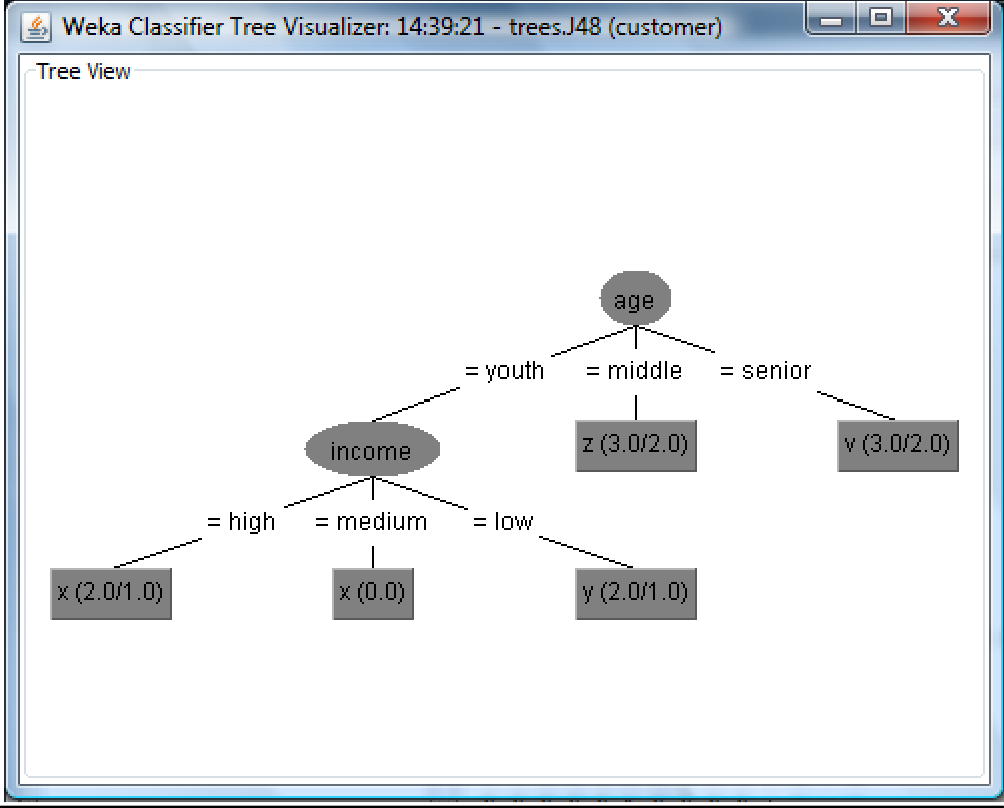 Weka Classifier Tree Visualizer: 14:39:21 - trees.J48 (customer)
Tree View
age
= youth = middle = senior
income z (3.0/2.0) v (3.0/2.0)
= high = medium = low
x (2.0/1.0) x (0.0) y (2.0/1.0)